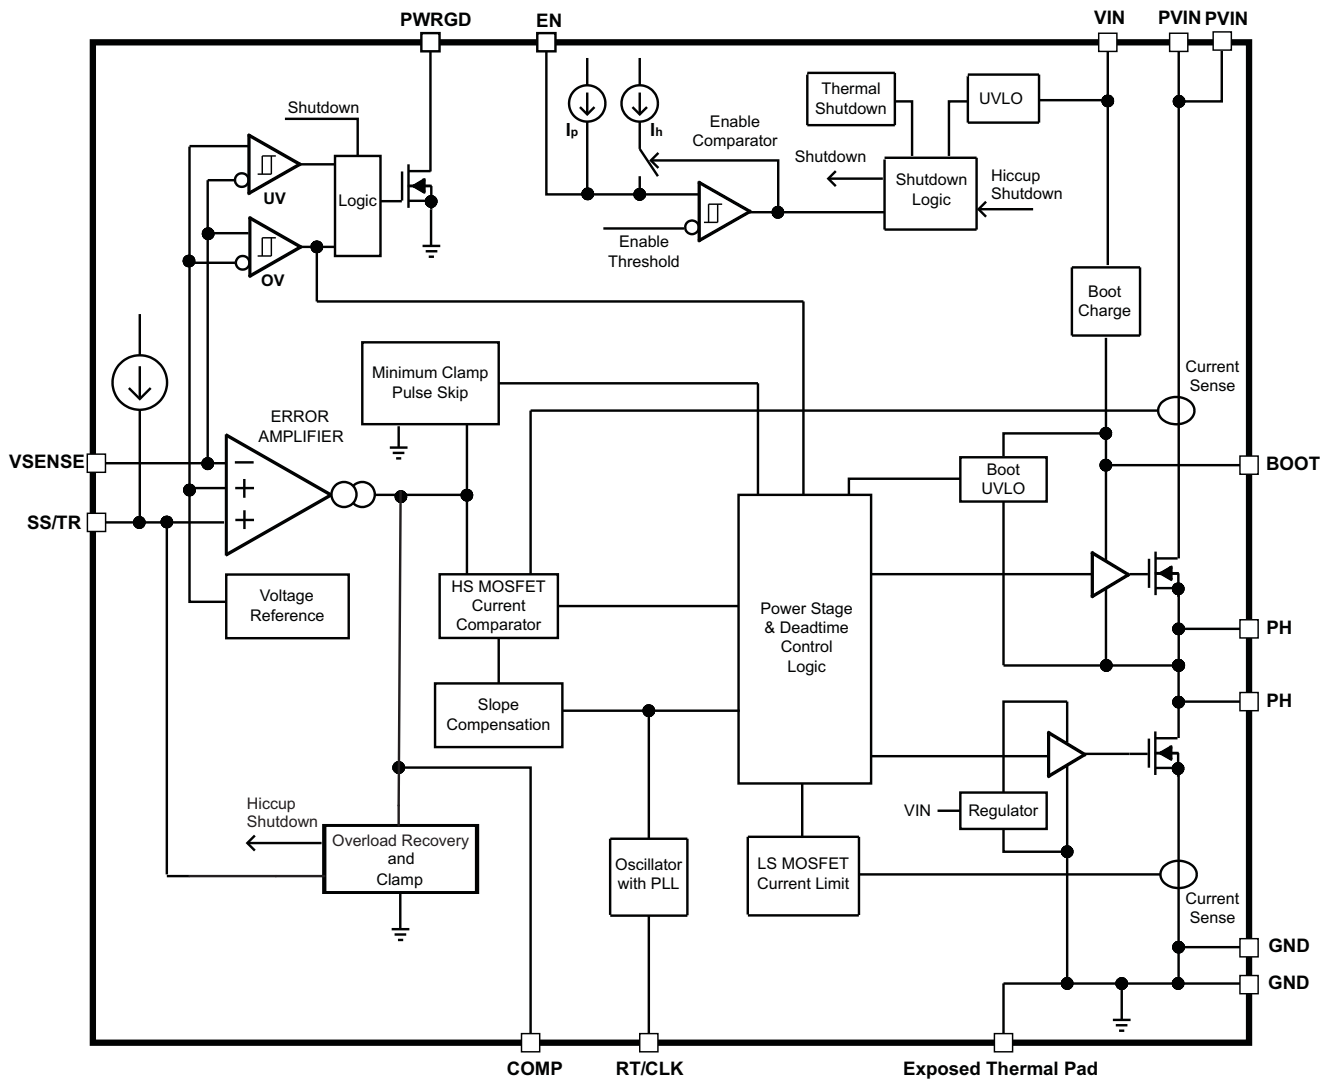 PWRGD
EN
VIN
PVIN
PVIN
Shutdown
Thermal
Shutdown
UVLO
Ip
Ih
Enable
Comparator
Shutdown
Shutdown
Logic
Hiccup
Shutdown
UV
Logic
Enable
Threshold
OV
Boot
Charge
Minimum Clamp
Pulse Skip
Current
Sense
ERROR
AMPLIFIER
VSENSE
−
+
+
SS/TR
BOOT
Boot
UVLO
Voltage
Reference
HS MOSFET
Current
Comparator
Power Stage
& Deadtime
Control
Logic
PH
Slope
Compensation
PH
Hiccup
Shutdown
Overload Recovery
and
Clamp
Oscillator
with PLL
LS MOSFET
Current Limit
VIN
Regulator
Current
Sense
GND
GND
COMP
RT/CLK
Exposed Thermal Pad